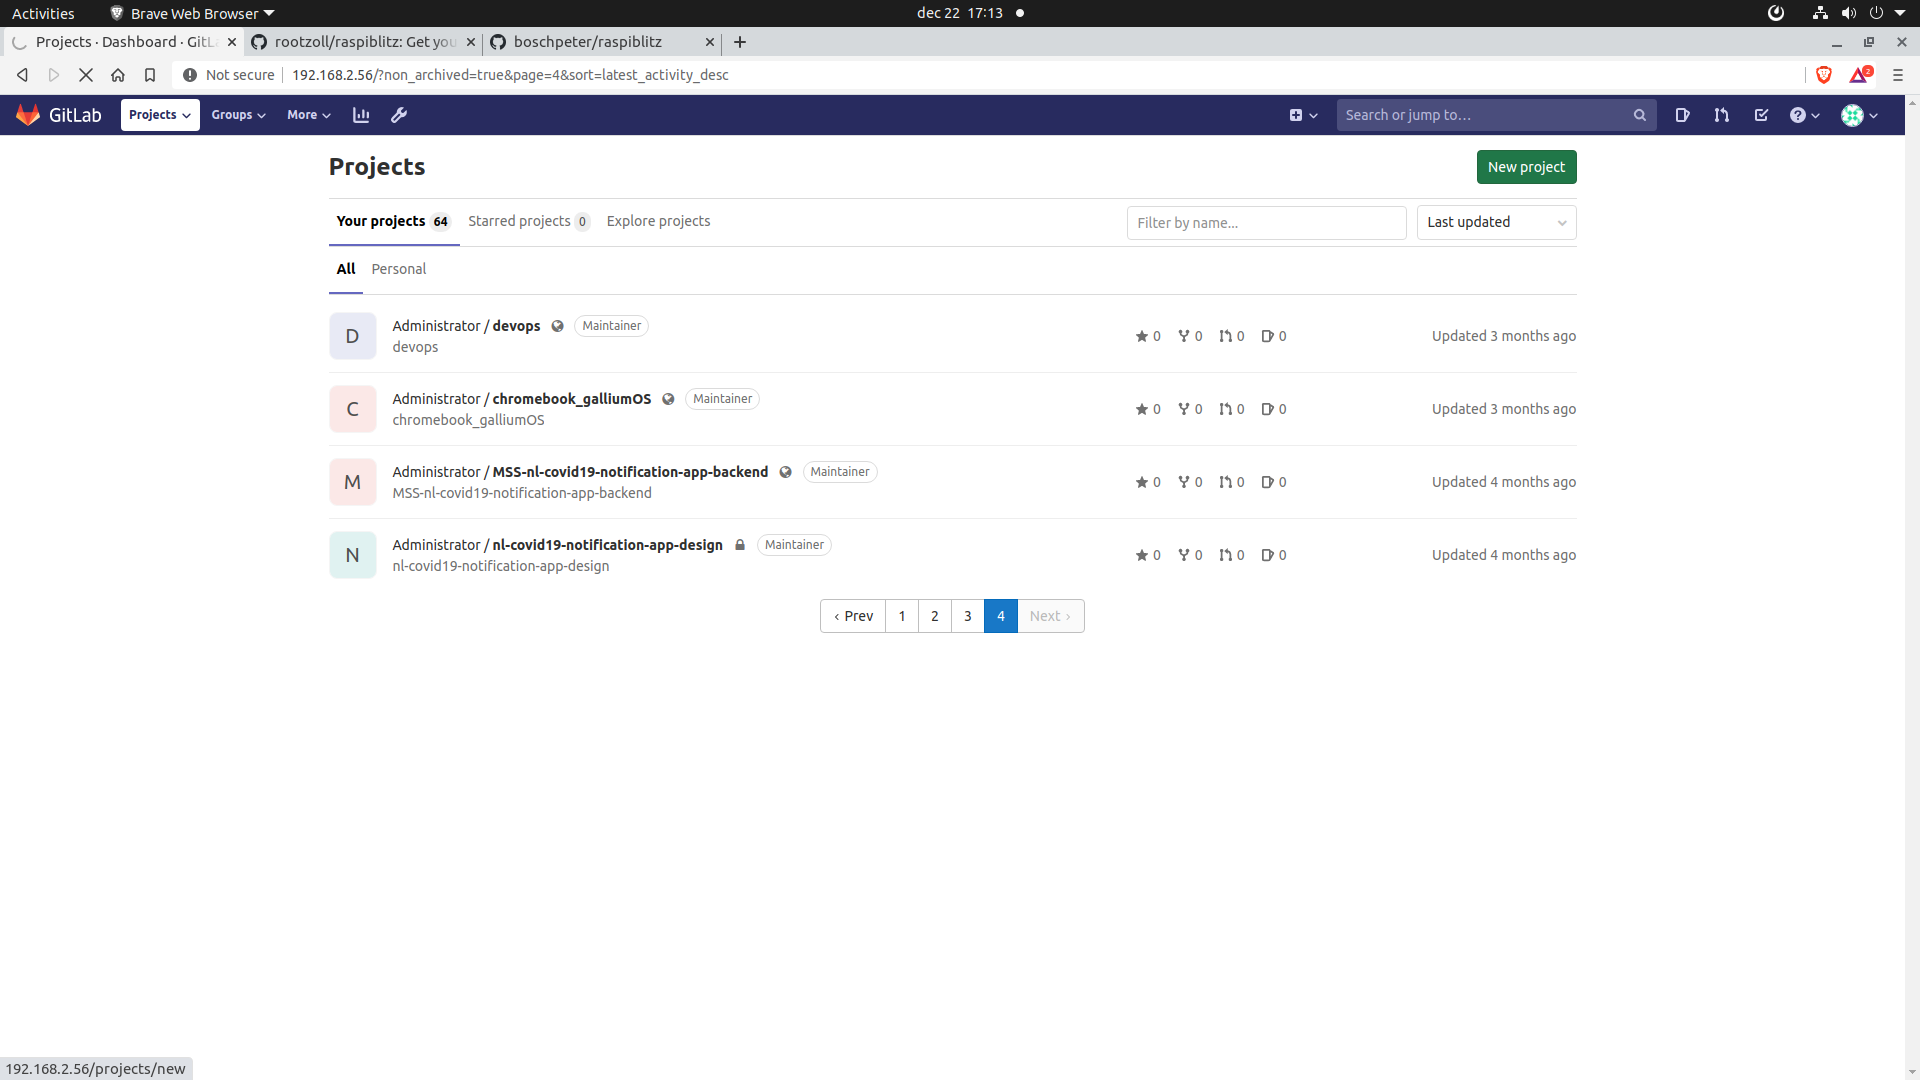 Activities Brave Web Browser dec 22 17:13
Projects · Dashboard · GitLa rootzoll/raspiblitz: Get you boschpeter/raspiblitz
Not secure 192.168.2.56/?non_archived=true&page=4&sort=latest_activity_desc 2
GitLab Projects Groups More Search or jump to…
Projects New project
Your projects 64 Starred projects 0 Explore projects Filter by name... Last updated
All Personal
D Administrator / devops Maintainer
devops
0 0 0 0 Updated 3 months ago
C Administrator / chromebook_galliumOS Maintainer
chromebook_galliumOS
0 0 0 0 Updated 3 months ago
M Administrator / MSS-nl-covid19-notification-app-backend Maintainer
MSS-nl-covid19-notification-app-backend
0 0 0 0 Updated 4 months ago
N Administrator / nl-covid19-notification-app-design Maintainer
nl-covid19-notification-app-design
0 0 0 0 Updated 4 months ago
‹ Prev 1 2 3 4 Next ›
192.168.2.56/projects/new